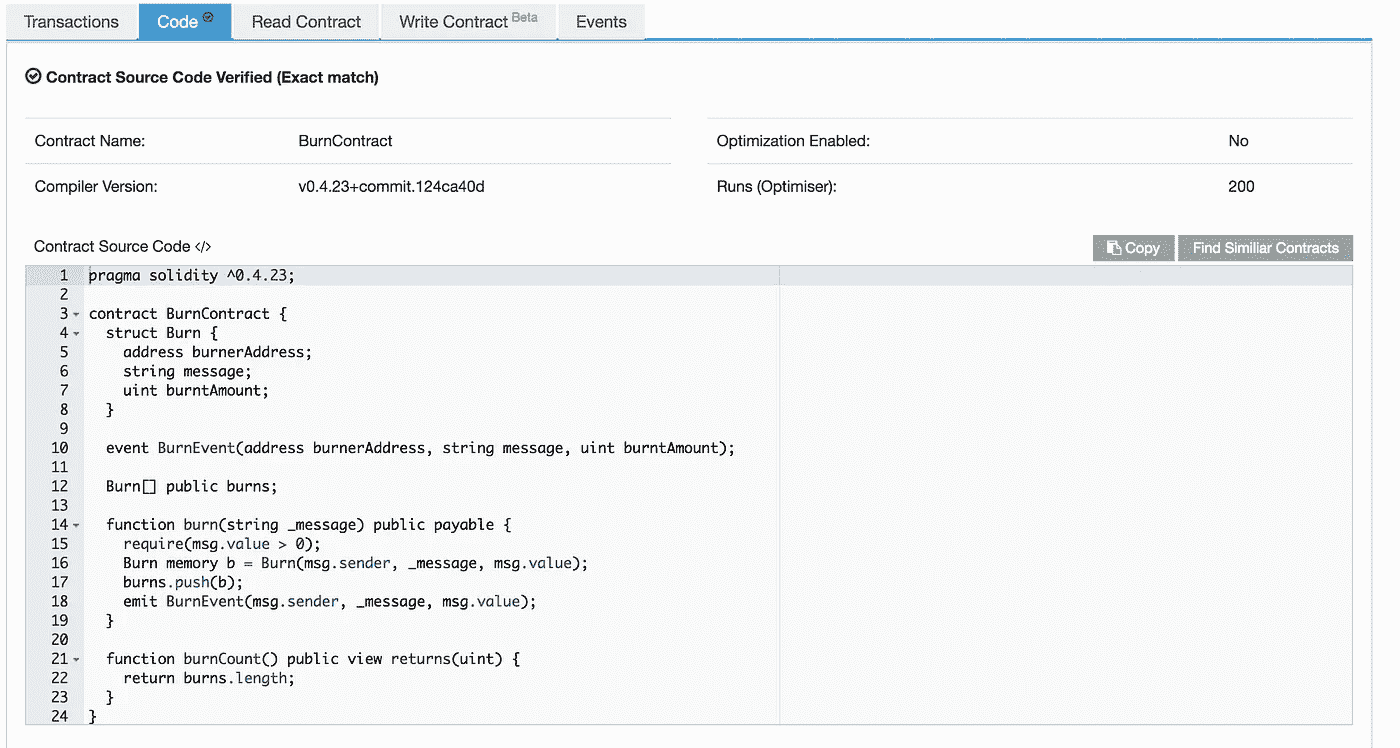 Transactions Code Read Contract Write Contract Beta Events
Contract Source Code Verified (Exact match)
Contract Name: BurnContract Optimization Enabled: No
Compiler Version: v0.4.23+commit.124ca40d Runs (Optimiser): 200
Contract Source Code </> Copy Find Similiar Contracts
1 pragma solidity ^0.4.23;
2
3 contract BurnContract {
4 struct Burn {
5 address burnerAddress;
6 string message;
7 uint burntAmount;
8 }
9
10 event BurnEvent(address burnerAddress, string message, uint burntAmount);
11
12 Burn[] public burns;
13
14 function burn(string _message) public payable {
15 require(msg.value > 0);
16 Burn memory b = Burn(msg.sender, _message, msg.value);
17 burns.push(b);
18 emit BurnEvent(msg.sender, _message, msg.value);
19 }
20
21 function burnCount() public view returns(uint) {
22 return burns.length;
23 }
24 }